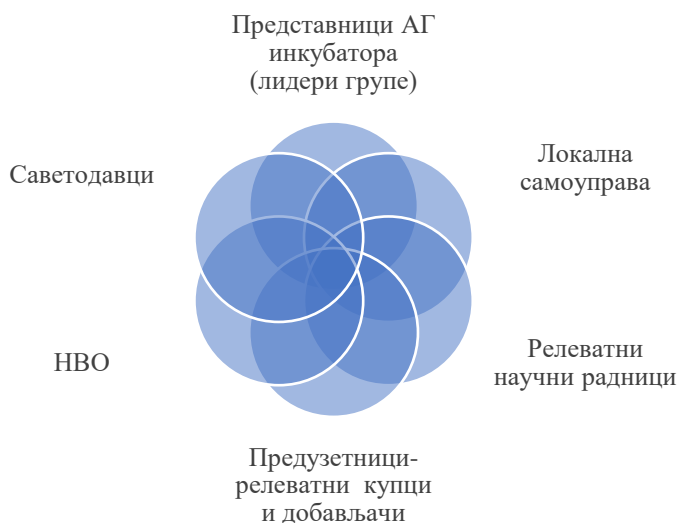 Представници АГ
инкубатора
(лидери групе)
Локална
самоуправа
Релеватни
научни радници
Предузетници-
релеватни купци
и добављачи
НВО
Саветодавци